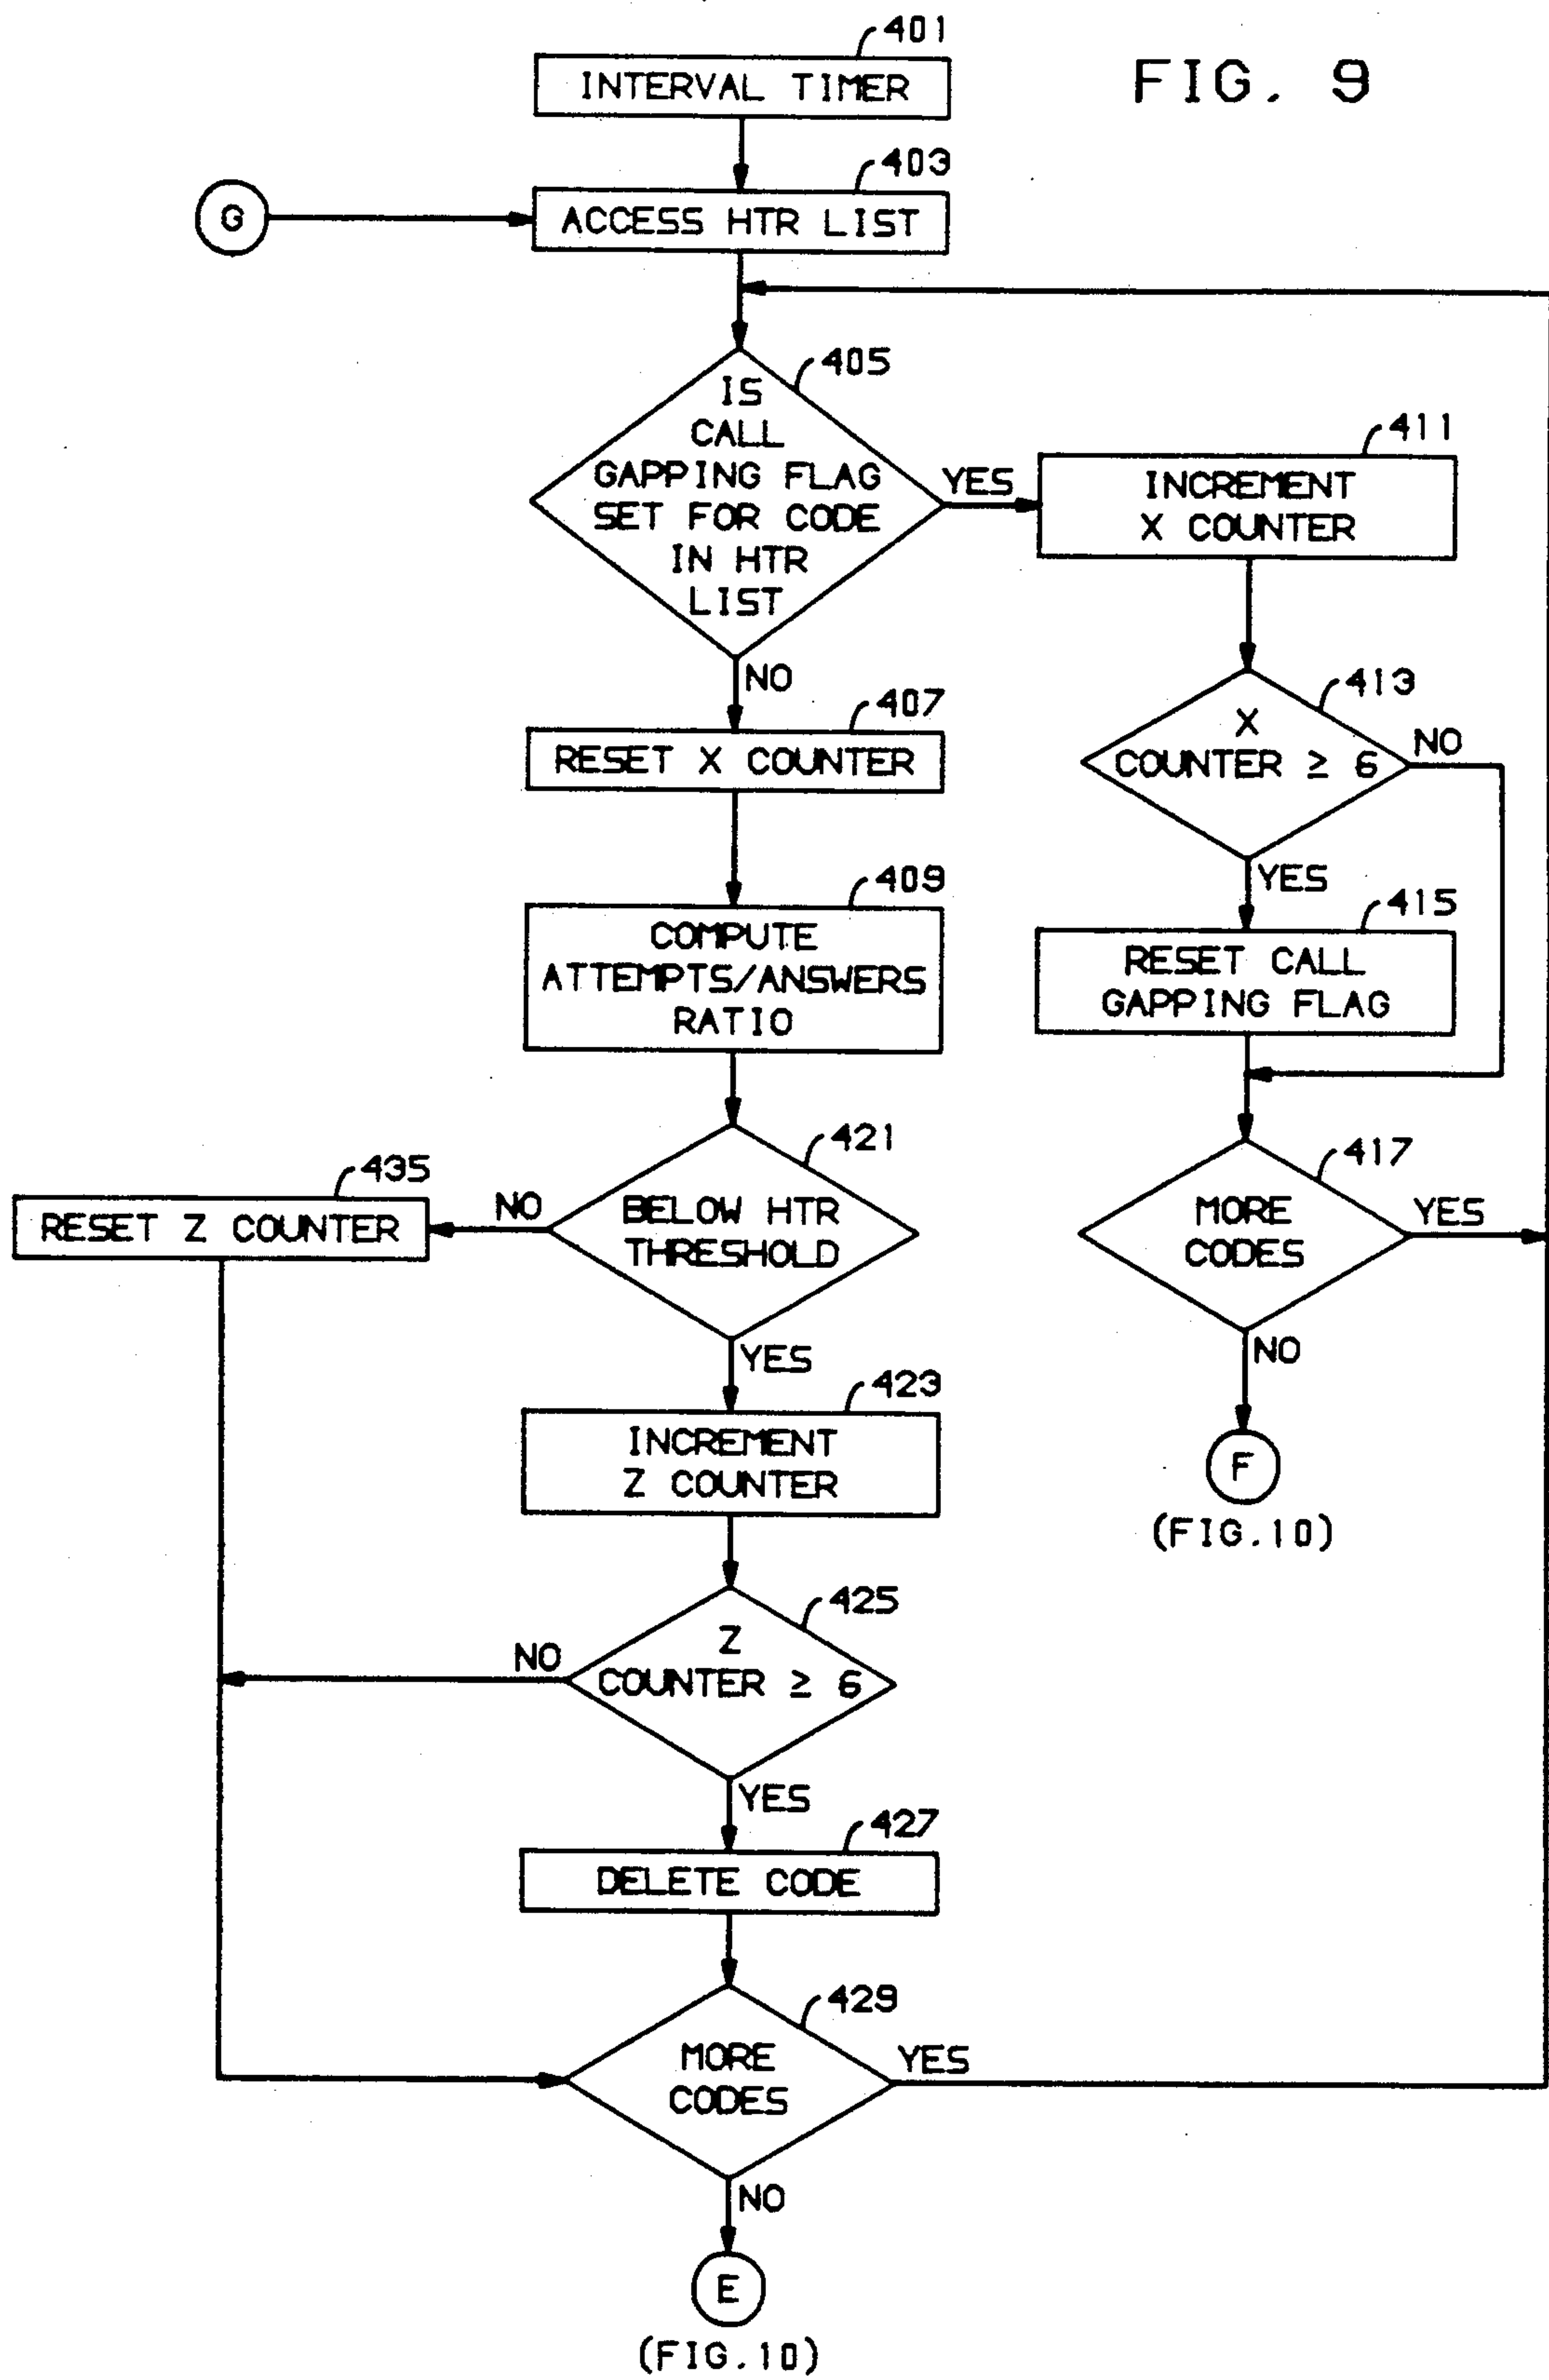 401
FIG. 9
INTERVAL TIMER
403
G
ACCESS HTR LIST
405
IS
CALL
GAPPING FLAG
SET FOR CODE
IN HTR
LIST
YES
411
INCREMENT
X COUNTER
NO
407
RESET X COUNTER
413
X
COUNTER ≥ 6
NO
YES
409
COMPUTE
ATTEMPTS/ANSWERS
RATIO
415
RESET CALL
GAPPING FLAG
421
BELOW HTR
THRESHOLD
NO
435
RESET Z COUNTER
417
MORE
CODES
YES
YES
NO
423
INCREMENT
Z COUNTER
F
(FIG.10)
425
Z
COUNTER ≥ 6
NO
YES
427
DELETE CODE
429
MORE
CODES
YES
NO
E
(FIG.10)